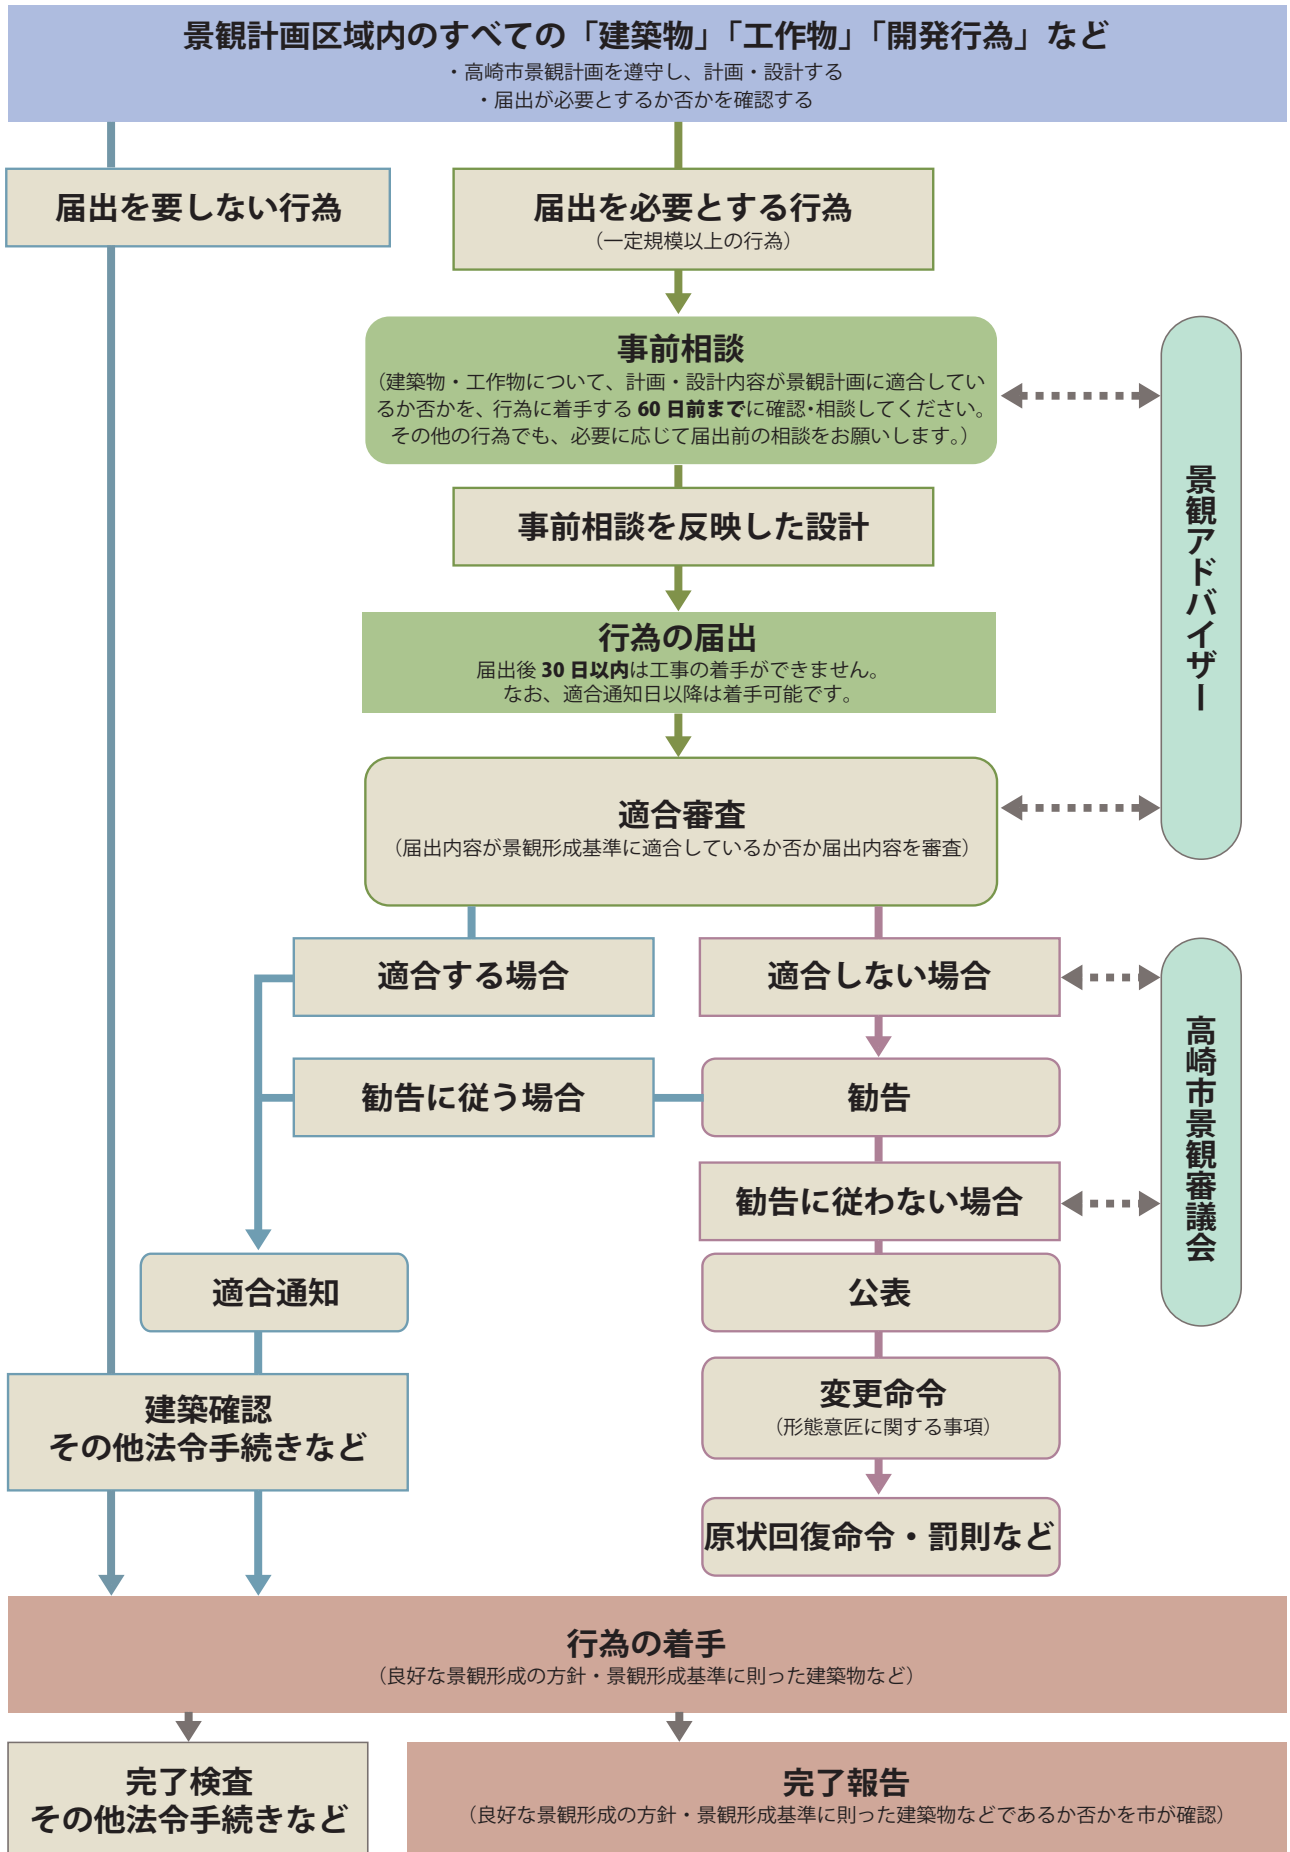 景観計画区域内のすべての「建築物」「工作物」「開発行為」など
・高崎市景観計画を遵守し、計画・設計する
・届出が必要とするか否かを確認する
届出を要しない行為
届出を必要とする行為
（一定規模以上の行為）
事前相談
（建築物・工作物について、計画・設計内容が景観計画に適合してい
るか否かを、行為に着手する 60 日前までに確認・相談してください。
その他の行為でも、必要に応じて届出前の相談をお願いします。）
事前相談を反映した設計
行為の届出
届出後 30 日以内は工事の着手ができません。
なお、適合通知日以降は着手可能です。
景観アドバイザー
適合審査
（届出内容が景観形成基準に適合しているか否か届出内容を審査）
適合する場合
適合しない場合
勧告に従う場合
勧告
勧告に従わない場合
高崎市景観審議会
適合通知
公表
変更命令
（形態意匠に関する事項）
建築確認
その他法令手続きなど
原状回復命令・罰則など
行為の着手
（良好な景観形成の方針・景観形成基準に則った建築物など）
完了検査
その他法令手続きなど
完了報告
（良好な景観形成の方針・景観形成基準に則った建築物などであるか否かを市が確認）